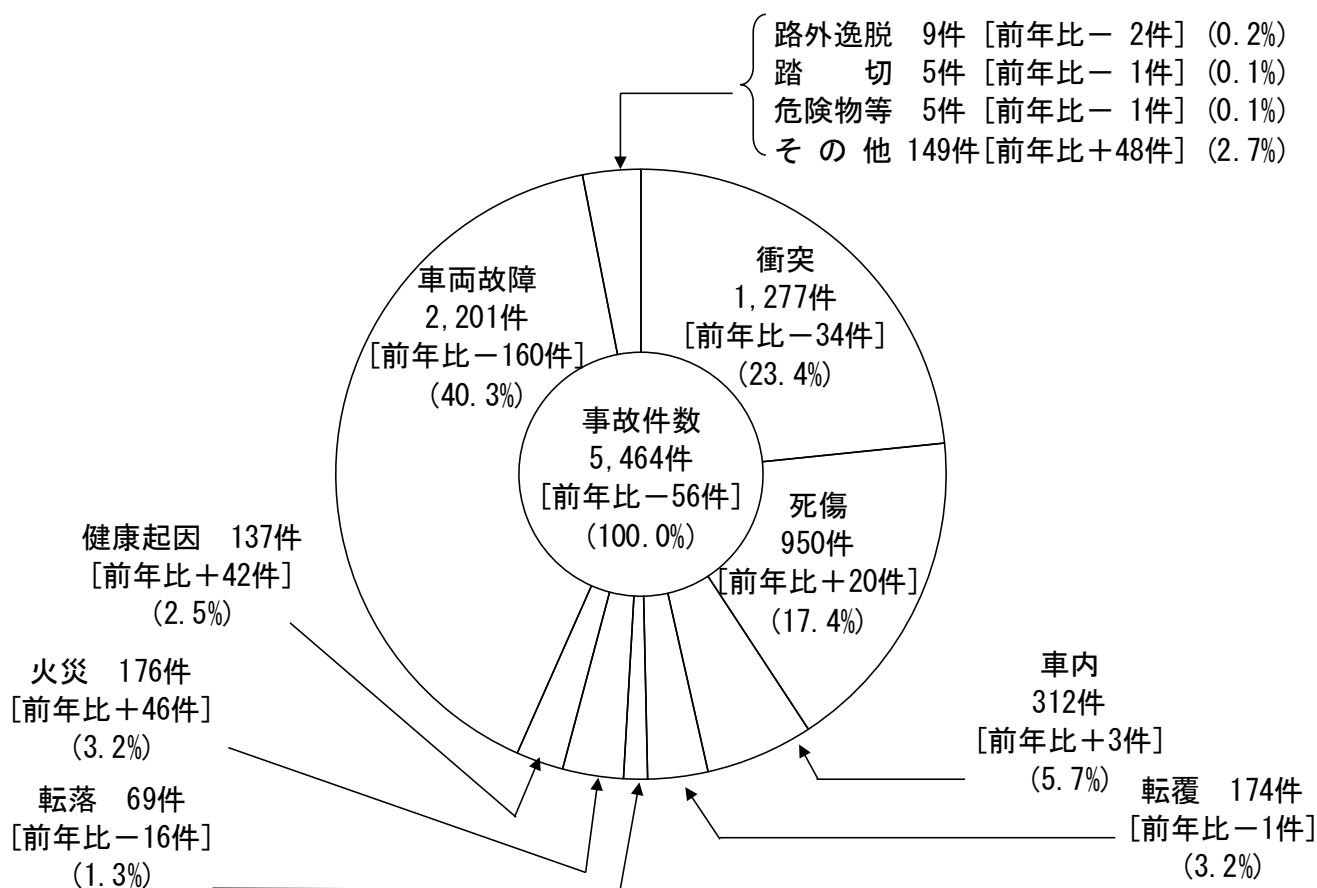 路外逸脱 9件 [前年比－ 2件] (0.2%)
踏 切 5件 [前年比－ 1件] (0.1%)
危険物等 5件 [前年比－ 1件] (0.1%)
そ の 他 149件[前年比＋48件] (2.7%)
衝突
1,277件
[前年比－34件]
(23.4%)
車両故障
2,201件
[前年比－160件]
(40.3%)
事故件数
5,464件
[前年比－56件]
(100.0%)
死傷
950件
[前年比＋20件]
(17.4%)
健康起因 137件
[前年比＋42件]
(2.5%)
火災 176件
[前年比＋46件]
(3.2%)
転落 69件
[前年比－16件]
(1.3%)
車内
312件
[前年比＋3件]
(5.7%)
転覆 174件
[前年比－1件]
(3.2%)